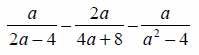 a/(2a − 4) − 2a/(4a + 8) − a/(a² − 4)